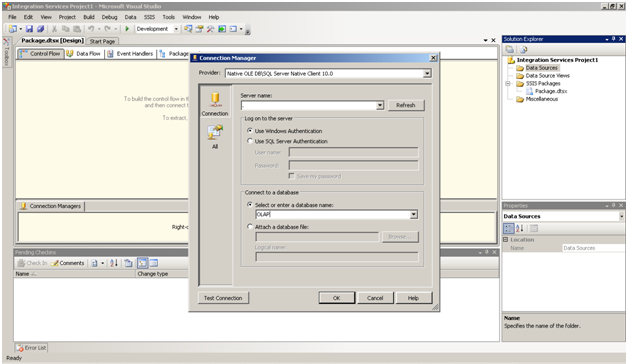 Integration Services Project1 - Microsoft Visual Studio
File Edit View Project Build Debug Data SSIS Tools Window Help
Development
Toolbox
Package.dtsx [Design] Start Page
Control Flow Data Flow Event Handlers Package
To build the control flow in th
and then connect t
To extract,
Connection Managers
Right-c
Pending Checkins
Check In Comments
Name Change type
Error List
Ready
Connection Manager
Provider: Native OLE DB\SQL Server Native Client 10.0
Connection
All
Server name:
. Refresh
Log on to the server
Use Windows Authentication
Use SQL Server Authentication
User name:
Password:
Save my password
Connect to a database
Select or enter a database name:
OLAP
Attach a database file:
Browse...
Logical name:
Test Connection OK Cancel Help
Solution Explorer
Integration Services Project1
Data Sources
Data Source Views
SSIS Packages
Package.dtsx
Miscellaneous
Properties
Data Sources
Location
Name Data Sources
Name
Specifies the name of the folder.